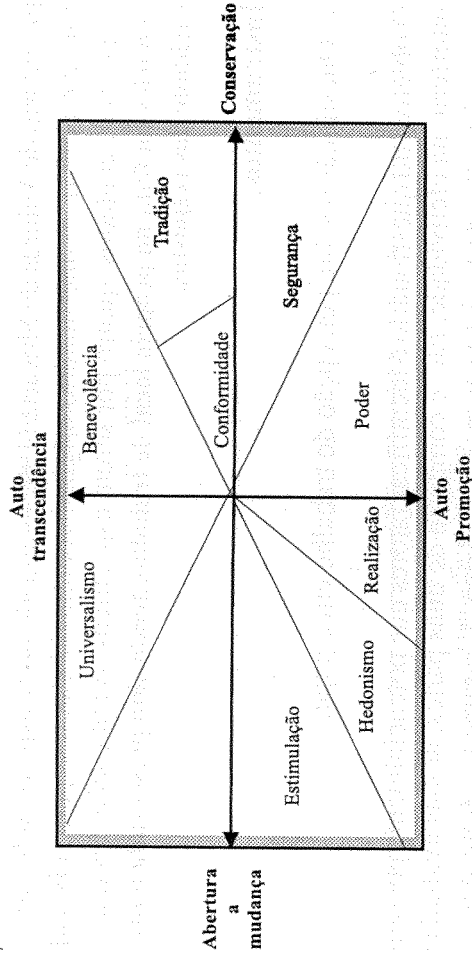 Auto
transcendência
Universalismo
Benevolência
Tradição
Abertura
a
mudança
Conformidade
Conservação
Estimulação
Segurança
Hedonismo
Realização
Poder
Auto
Promoção